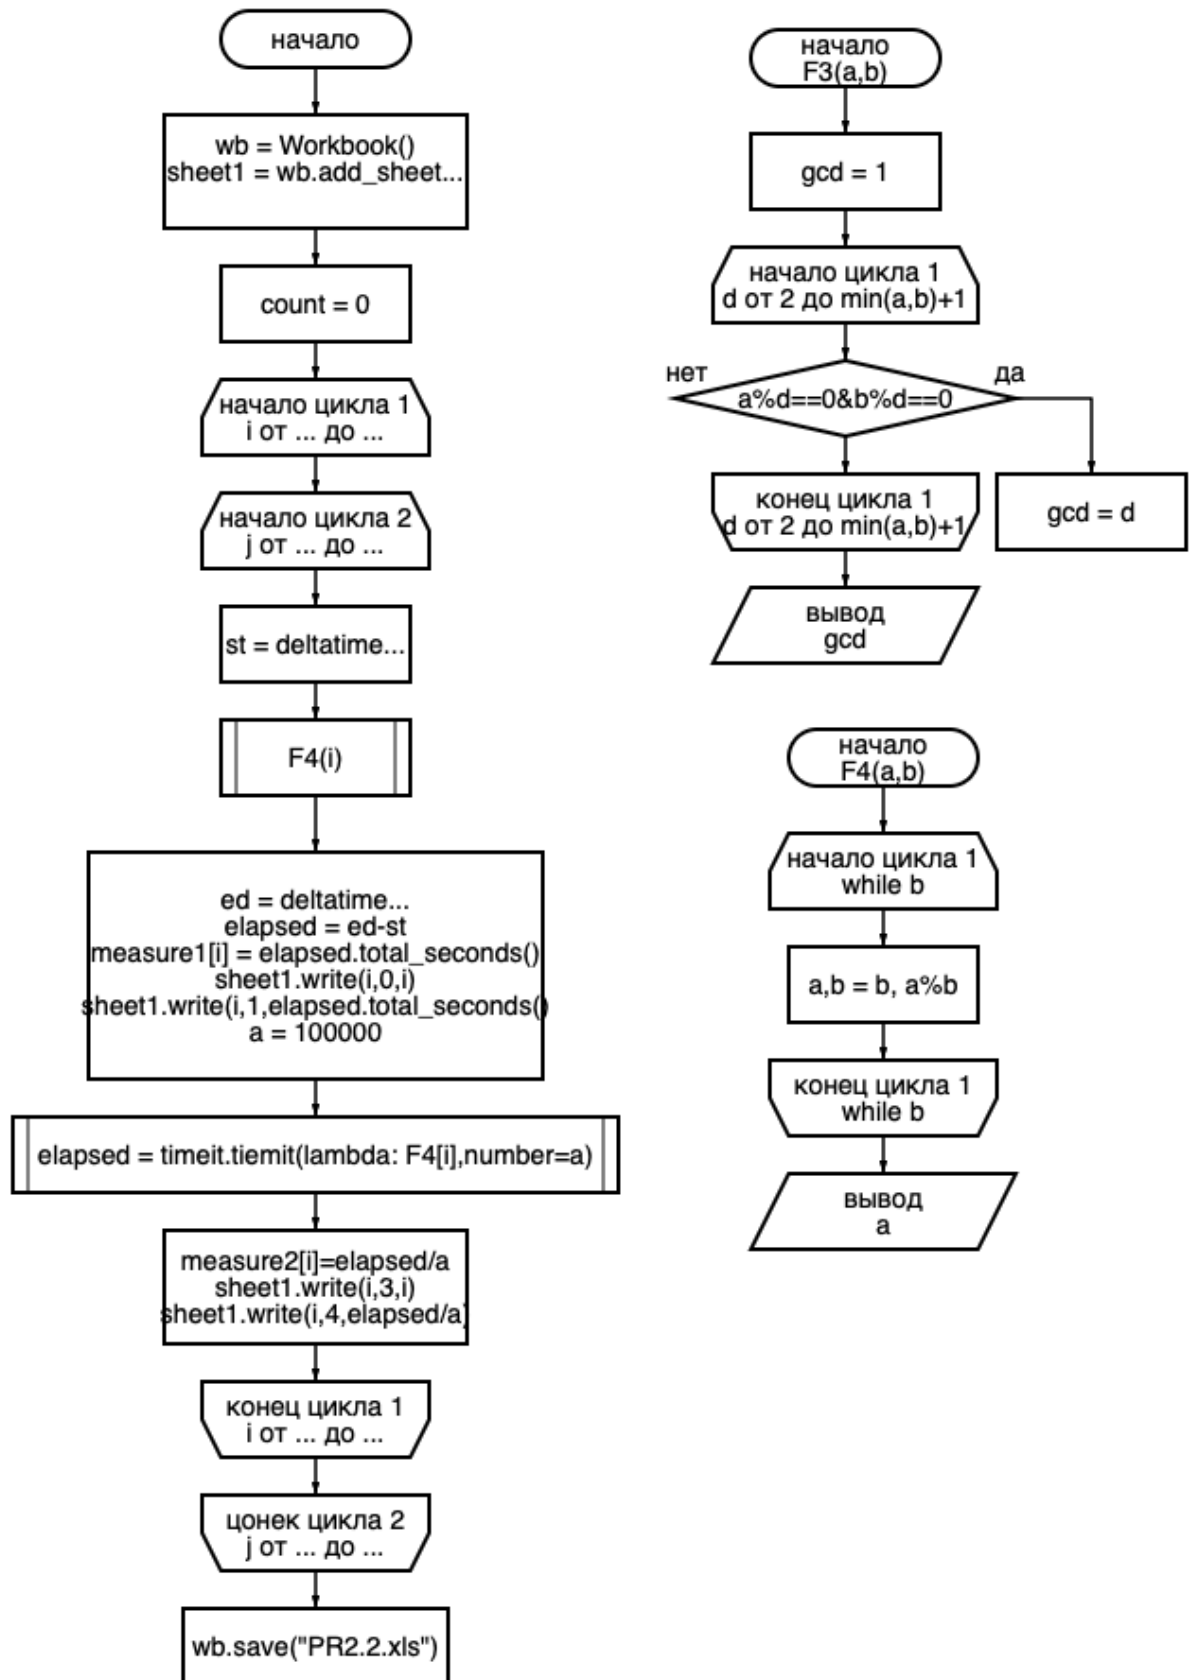 начало
wb = Workbook()
sheet1 = wb.add_sheet...
count = 0
начало цикла 1
i от ... до ...
начало цикла 2
j от ... до ...
st = deltatime...
F4(i)
ed = deltatime...
elapsed = ed-st
measure1[i] = elapsed.total_seconds()
sheet1.write(i,0,i)
sheet1.write(i,1,elapsed.total_seconds()
a = 100000
elapsed = timeit.tiemit(lambda: F4[i],number=a)
measure2[i]=elapsed/a
sheet1.write(i,3,i)
sheet1.write(i,4,elapsed/a)
конец цикла 1
i от ... до ...
цонек цикла 2
j от ... до ...
wb.save("PR2.2.xls")
начало
F3(a,b)
gcd = 1
начало цикла 1
d от 2 до min(a,b)+1
нет
да
a%d==0&b%d==0
конец цикла 1
d от 2 до min(a,b)+1
gcd = d
вывод
gcd
начало
F4(a,b)
начало цикла 1
while b
a,b = b, a%b
конец цикла 1
while b
вывод
a